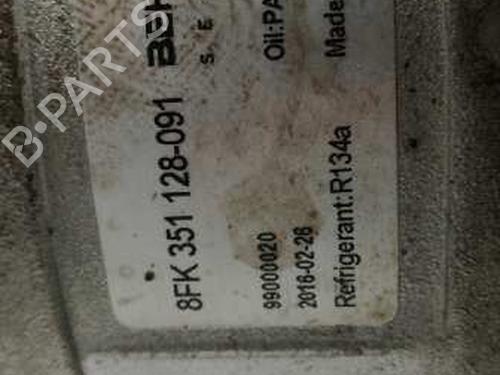 8FK 351 128-091
99000020
2016-02-26
Refrigerant:R134a
S E
Oil:PA
Made
B-PARTS